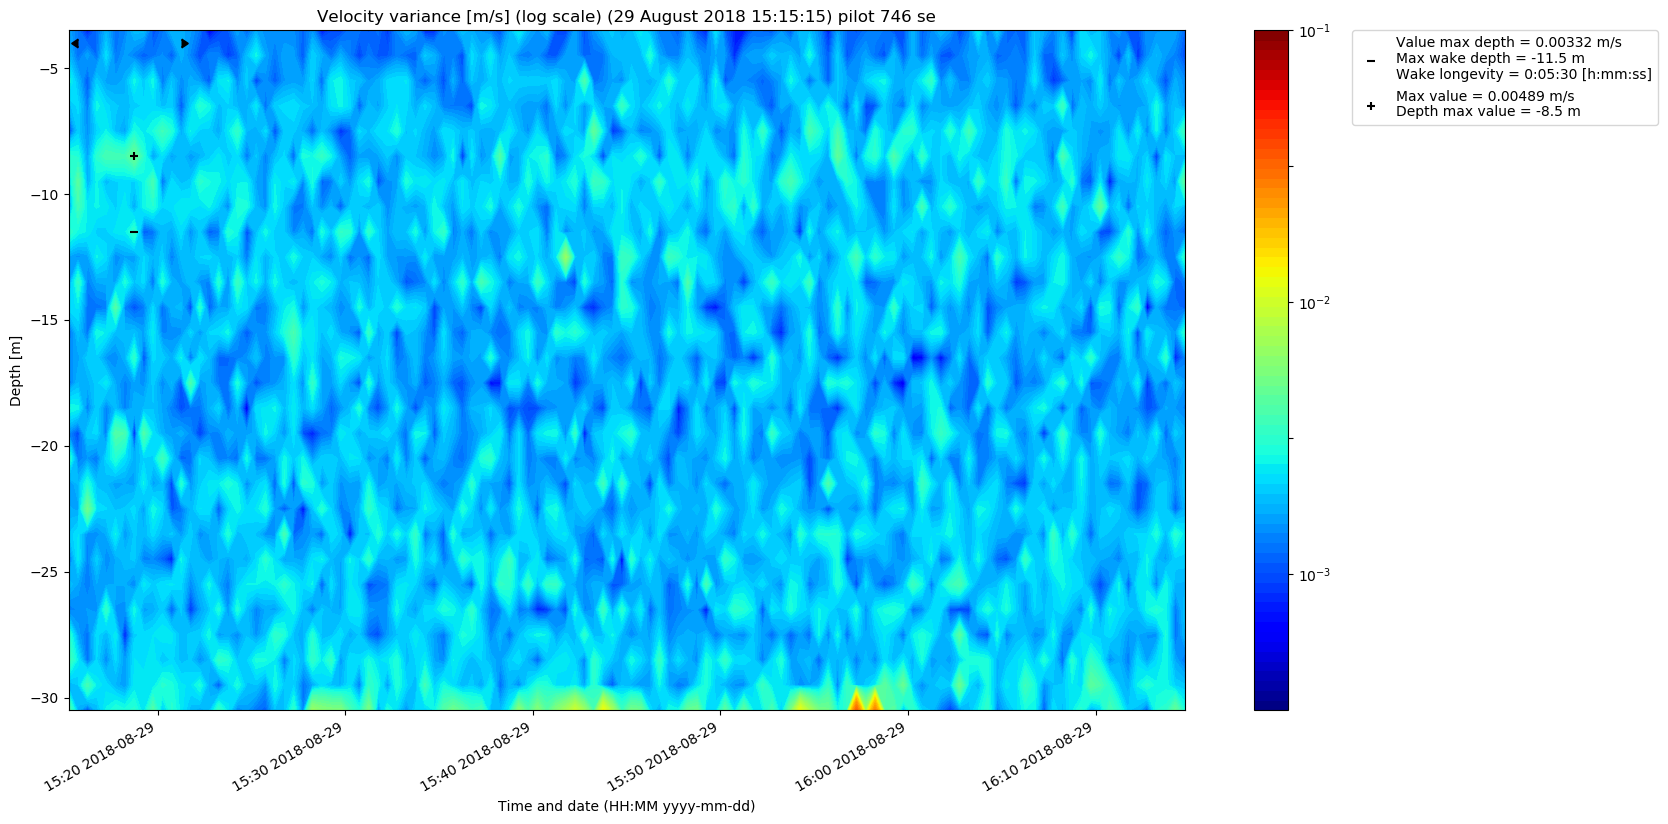 Velocity variance [m/s] (log scale) (29 August 2018 15:15:15) pilot 746 se
Depth [m]
−5
−10
−15
−20
−25
−30
15:20 2018-08-29
15:30 2018-08-29
15:40 2018-08-29
15:50 2018-08-29
16:00 2018-08-29
16:10 2018-08-29
Time and date (HH:MM yyyy-mm-dd)
10⁻¹
10⁻²
10⁻³
Value max depth = 0.00332 m/s
Max wake depth = -11.5 m
Wake longevity = 0:05:30 [h:mm:ss]
Max value = 0.00489 m/s
Depth max value = -8.5 m